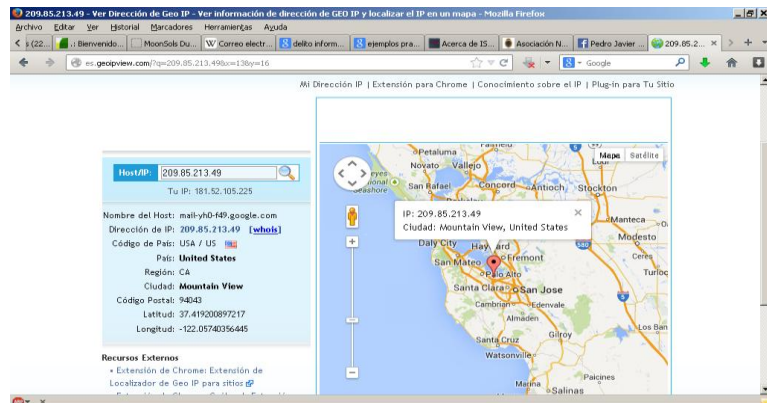 209.85.213.49 - Ver Dirección de Geo IP - Ver información de dirección de GEO IP y localizar el IP en un mapa - Mozilla Firefox
Archivo Editar Ver Historial Marcadores Herramientas Ayuda
s (22... .: Bienvenido... MoonSols Du... Correo electr... delito inform... ejemplos pra... Acerca de IS... Asociación N... Pedro Javier ... 209.85.2...
es.geoipview.com/?q=209.85.213.49&x=13&y=16
Google
Mi Dirección IP | Extensión para Chrome | Conocimiento sobre el IP | Plug-in para Tu Sitio
Host/IP: 209.85.213.49
Tu IP: 181.52.105.225
Nombre del Host: mail-yh0-f49.google.com
Dirección de IP: 209.85.213.49 [whois]
Código de País: USA / US
País: United States
Región: CA
Ciudad: Mountain View
Código Postal: 94043
Latitud: 37.419200897217
Longitud: -122.05740356445
Recursos Externos
• Extensión de Chrome: Extensión de
Localizador de Geo IP para sitios
Mapa Satélite
Petaluma
Novato Vallejo
San Rafael Concord Antioch Stockton
IP: 209.85.213.49
Ciudad: Mountain View, United States
Manteca
Modesto
Daly City Hayward
580
San Mateo Fremont Ceres
Palo Alto Turloc
Santa Clara San Jose
Cambrian Edenvale
Almaden
Gilroy Los Ban
Santa Cruz
Watsonville
Paicines
Marina
Salinas